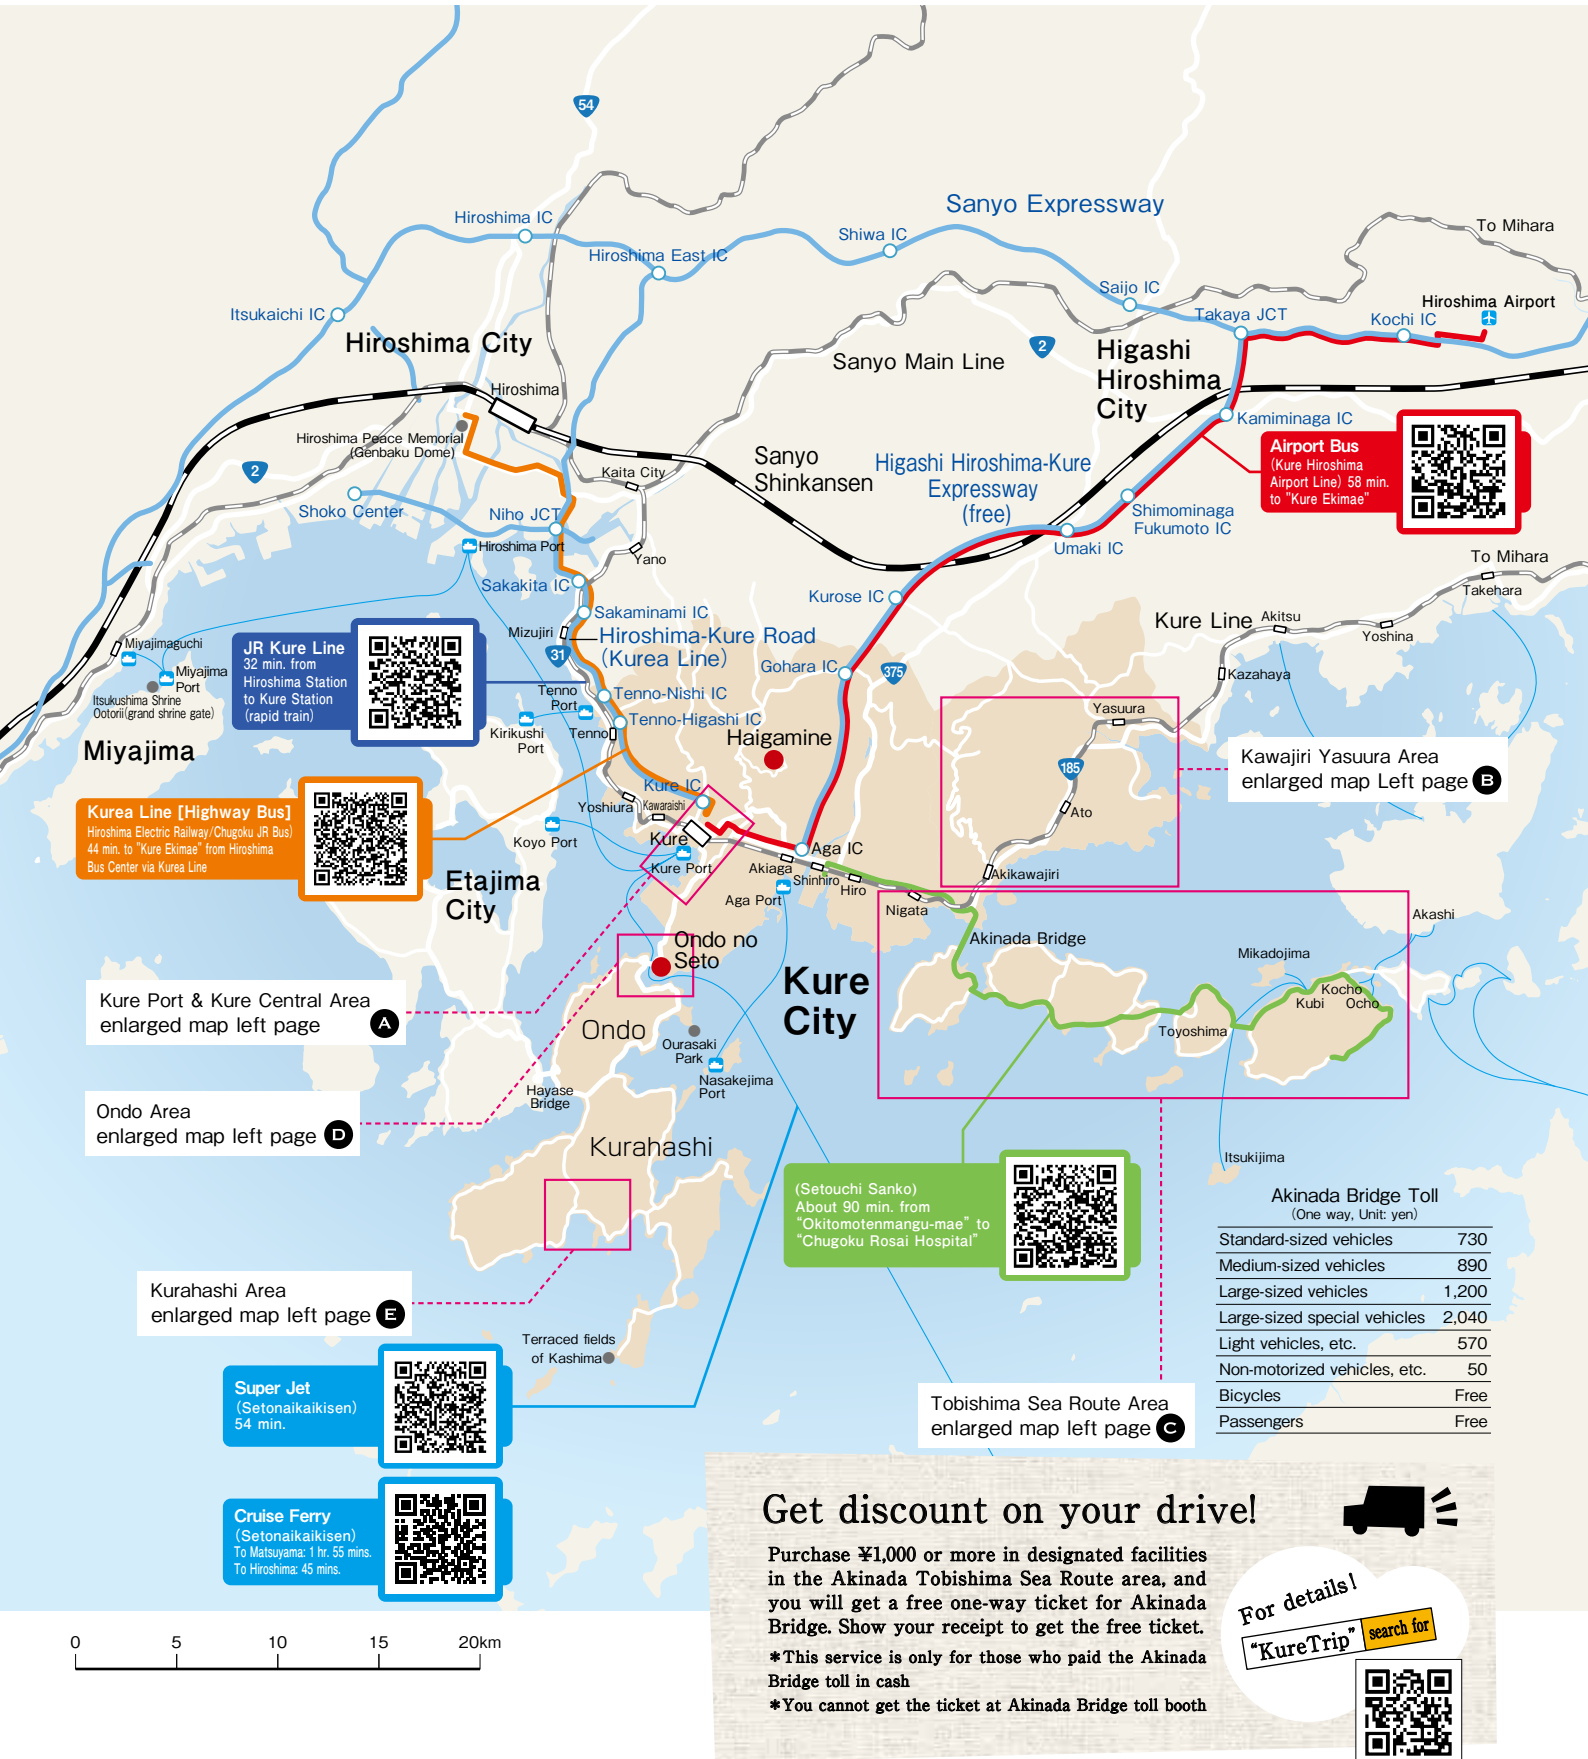 54
Hiroshima IC
Sanyo Expressway
Shiwa IC
To Mihara
Hiroshima East IC
Saijo IC
Hiroshima Airport
Itsukaichi IC
Takaya JCT
Kochi IC
Hiroshima City
2
Higashi
Hiroshima
City
Sanyo Main Line
Hiroshima
Kamiminaga IC
Hiroshima Peace Memorial
(Genbaku Dome)
2
Kaita City
Sanyo
Shinkansen
Higashi Hiroshima-Kure
Expressway
(free)
Airport Bus
(Kure Hiroshima
Airport Line) 58 min.
to "Kure Ekimae"
Shoko Center
Niho JCT
Shimominaga
Fukumoto IC
Umaki IC
Hiroshima Port
Yano
To Mihara
Takehara
Sakakita IC
Kurose IC
Sakaminami IC
Kure Line
Akitsu
Yoshina
Mizujiri
Hiroshima-Kure Road
(Kurea Line)
31
Gohara IC
375
Kazahaya
Miyajimaguchi
Miyajima
Port
Itsukushima Shrine
Ootorii(grand shrine gate)
Miyajima
JR Kure Line
32 min. from
Hiroshima Station
to Kure Station
(rapid train)
Tenno
Port
Tenno-Nishi IC
Kirikushi
Port
Tenno
Tenno-Higashi IC
Haigamine
Yasuura
Kawajiri Yasuura Area
enlarged map Left page B
185
Ato
Kure IC
Yoshiura
Kawaraishi
Kurea Line [Highway Bus]
Hiroshima Electric Railway/Chugoku JR Bus)
44 min. to "Kure Ekimae" from Hiroshima
Bus Center via Kurea Line
Koyo Port
Kure
Kure Port
Aga IC
Akiaga
Shinhiro
Hiro
Akikawajiri
Etajima
City
Aga Port
Nigata
Akashi
Ondo no
Seto
Akinada Bridge
Mikadojima
Kure
City
Kocho
Kubi
Ocho
Kure Port & Kure Central Area
enlarged map left page A
Ondo
Ourasaki
Park
Toyoshima
Nasakejima
Port
Hayase
Bridge
Ondo Area
enlarged map left page D
Kurahashi
Itsukijima
(Setouchi Sanko)
About 90 min. from
"Okitomotenmangu-mae" to
"Chugoku Rosai Hospital"
Akinada Bridge Toll
(One way, Unit: yen)
Standard-sized vehicles 730
Medium-sized vehicles 890
Large-sized vehicles 1,200
Large-sized special vehicles 2,040
Light vehicles, etc. 570
Non-motorized vehicles, etc. 50
Bicycles Free
Passengers Free
Kurahashi Area
enlarged map left page E
Terraced fields
of Kashima
Super Jet
(Setonaikaikisen)
54 min.
Tobishima Sea Route Area
enlarged map left page C
Cruise Ferry
(Setonaikaikisen)
To Matsuyama: 1 hr. 55 mins.
To Hiroshima: 45 mins.
Get discount on your drive!
Purchase ¥1,000 or more in designated facilities
in the Akinada Tobishima Sea Route area, and
you will get a free one-way ticket for Akinada
Bridge. Show your receipt to get the free ticket.
*This service is only for those who paid the Akinada
Bridge toll in cash
*You cannot get the ticket at Akinada Bridge toll booth
For details!
"KureTrip" search for
0 5 10 15 20km